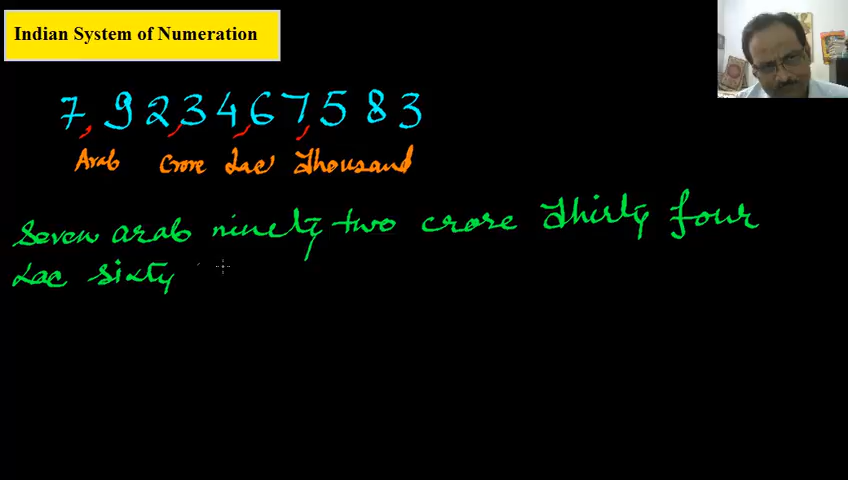 Indian System of Numeration
7,92,34,67,583
Arab Crore Lac Thousand
Seven arab ninety two crore Thirty four
Lac sixty